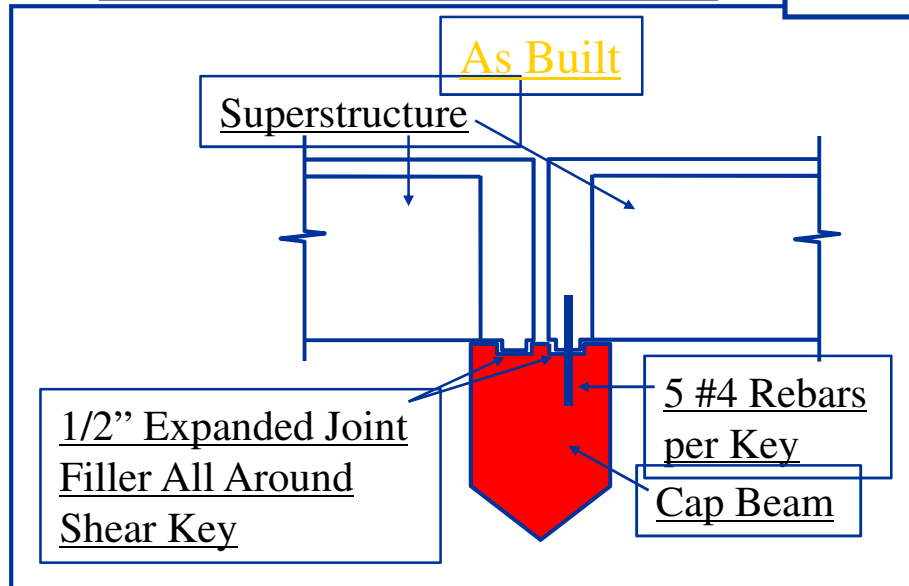 As Built
Superstructure
1/2” Expanded Joint
Filler All Around
Shear Key
5 #4 Rebars
per Key
Cap Beam